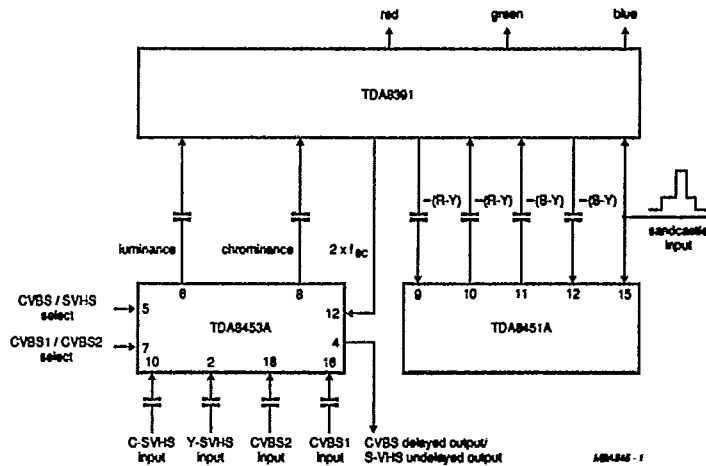 red green blue
TDA8391
–(R-Y) –(R-Y) –(B-Y) –(B-Y)
luminance chrominance 2 x fSC
sandcastle
input
6 8
9 10 11 12 15
CVBS / SVHS
select
5
12
TDA8453A
TDA8451A
CVBS1 / CVBS2
select
7
4
10 2 18 16
C-SVHS
input
Y-SVHS
input
CVBS2
input
CVBS1
input
CVBS delayed output/
S-VHS undelayed output